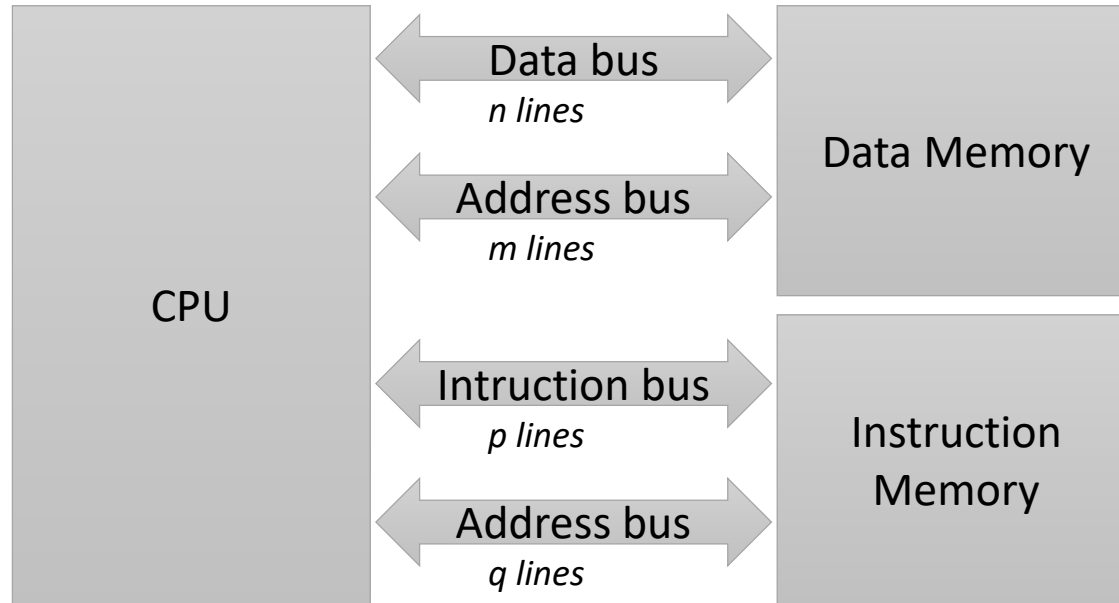 CPU
Data bus
n lines
Address bus
m lines
Data Memory
Intruction bus
p lines
Address bus
q lines
Instruction
Memory